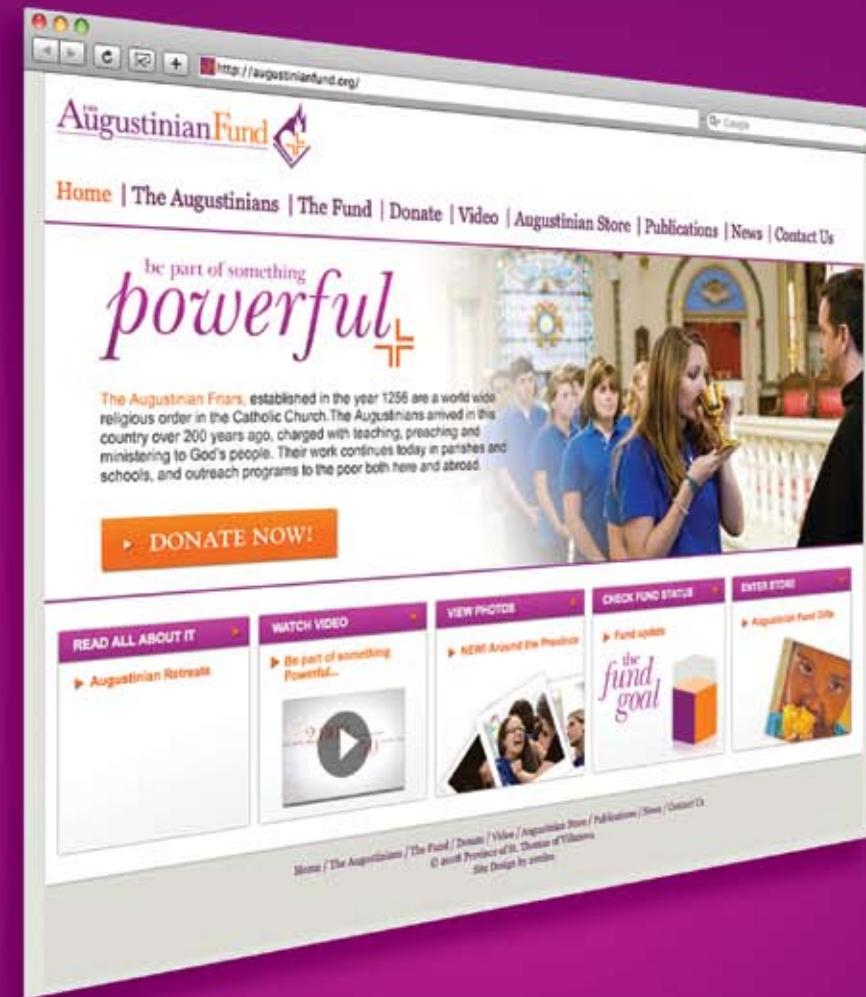 http://augustinianfund.org/
Google
THE
Augustinian Fund
Home | The Augustinians | The Fund | Donate | Video | Augustinian Store | Publications | News | Contact Us
be part of something
powerful
The Augustinian Friars, established in the year 1256 are a world wide
religious order in the Catholic Church.The Augustinians arrived in this
country over 200 years ago, charged with teaching, preaching and
ministering to God's people. Their work continues today in parishes and
schools, and outreach programs to the poor both here and abroad.
DONATE NOW!
READ ALL ABOUT IT
Augustinian Retreats
WATCH VIDEO
Be part of something
Powerful...
VIEW PHOTOS
NEW! Around the Province
CHECK FUND STATUS
Fund update
the
fund
goal
ENTER STORE
Augustinian Fund Gifts
Home / The Augustinians / The Fund / Donate / Video / Augustinian Store / Publications / News / Contact Us
© 2008 Province of St. Thomas of Villanova
Site Design by